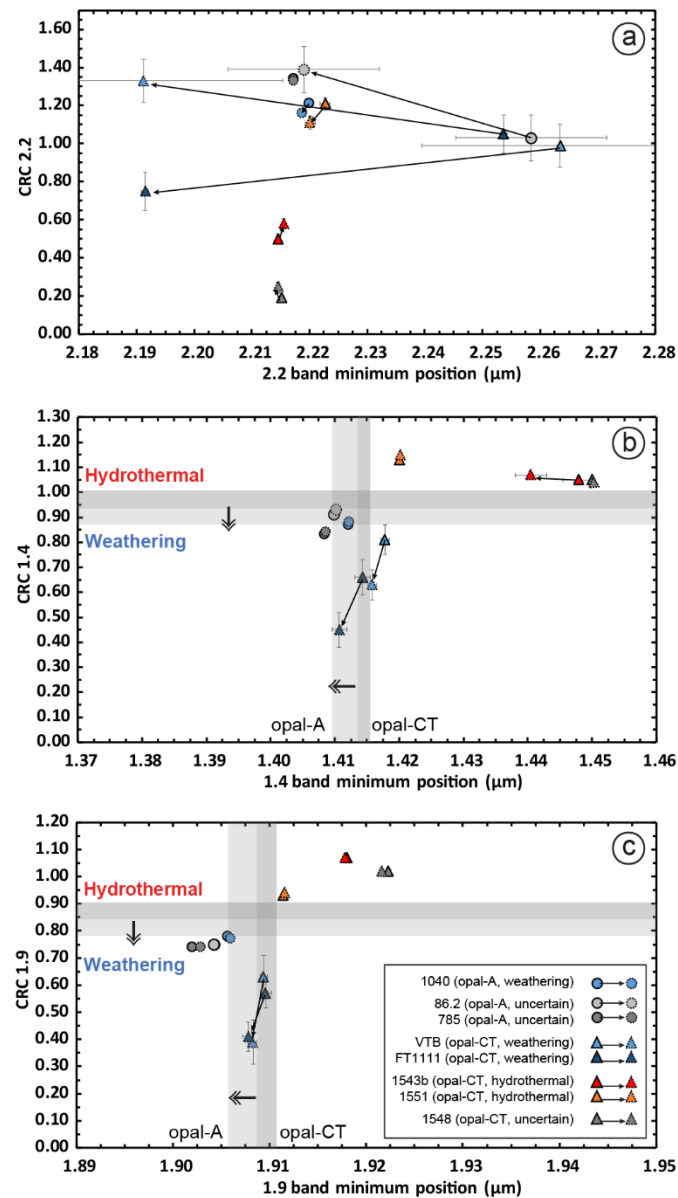 a
1.60
1.40
1.20
1.00
0.80
0.60
0.40
0.20
0.00
CRC 2.2
2.18 2.19 2.20 2.21 2.22 2.23 2.24 2.25 2.26 2.27 2.28
2.2 band minimum position (µm)
b
1.30
1.20
1.10
1.00
0.90
0.80
0.70
0.60
0.50
0.40
0.30
0.20
0.10
0.00
CRC 1.4
Hydrothermal
Weathering
opal-A opal-CT
1.37 1.38 1.39 1.40 1.41 1.42 1.43 1.44 1.45 1.46
1.4 band minimum position (µm)
c
1.20
1.10
1.00
0.90
0.80
0.70
0.60
0.50
0.40
0.30
0.20
0.10
0.00
CRC 1.9
Hydrothermal
Weathering
opal-A opal-CT
1040 (opal-A, weathering)
86.2 (opal-A, uncertain)
785 (opal-A, uncertain)
VTB (opal-CT, weathering)
FT1111 (opal-CT, weathering)
1543b (opal-CT, hydrothermal)
1551 (opal-CT, hydrothermal)
1548 (opal-CT, uncertain)
1.89 1.90 1.91 1.92 1.93 1.94 1.95
1.9 band minimum position (µm)